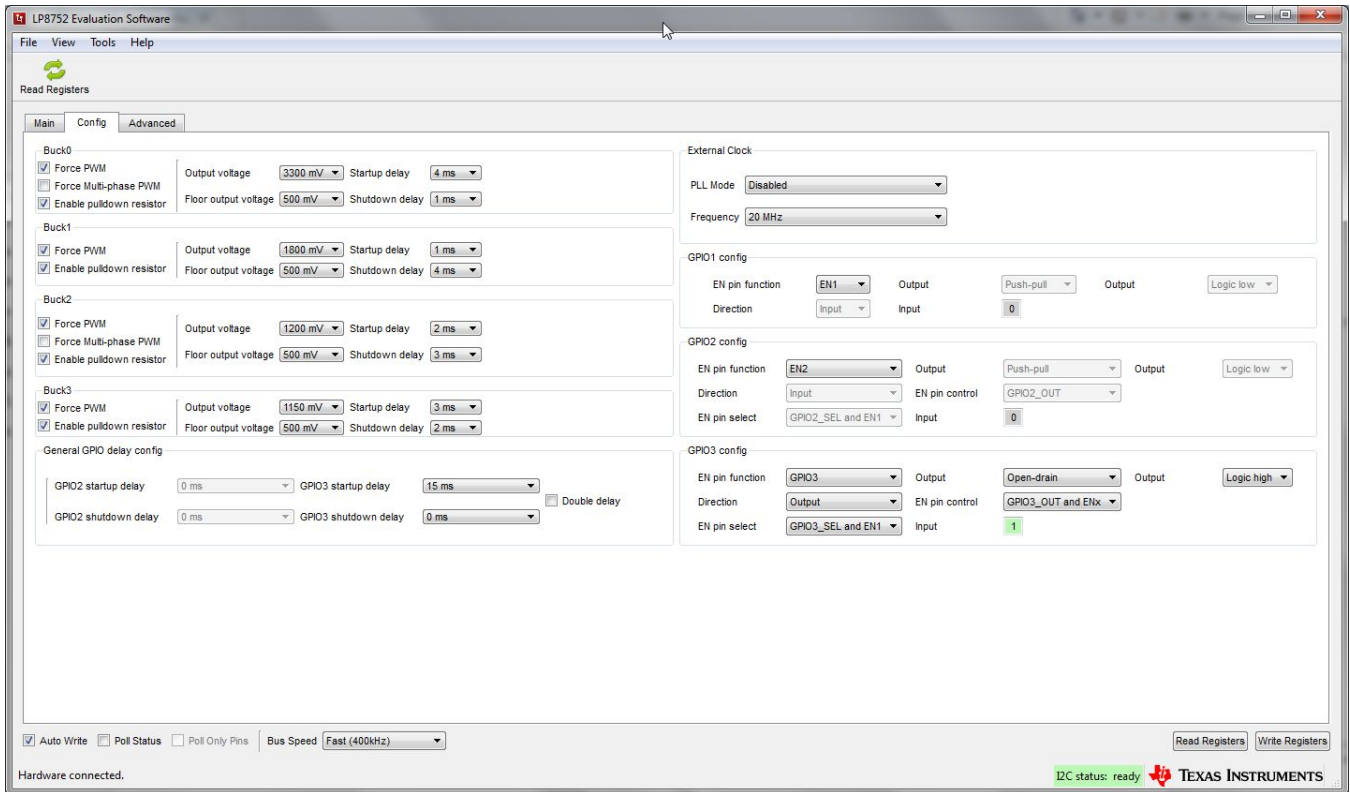 LP8752 Evaluation Software
File View Tools Help
Read Registers
Main Config Advanced
Buck0
Force PWM
Force Multi-phase PWM
Enable pulldown resistor
Output voltage 3300 mV Startup delay 4 ms
Floor output voltage 500 mV Shutdown delay 1 ms
Buck1
Force PWM
Enable pulldown resistor
Output voltage 1800 mV Startup delay 1 ms
Floor output voltage 500 mV Shutdown delay 4 ms
Buck2
Force PWM
Force Multi-phase PWM
Enable pulldown resistor
Output voltage 1200 mV Startup delay 2 ms
Floor output voltage 500 mV Shutdown delay 3 ms
Buck3
Force PWM
Enable pulldown resistor
Output voltage 1150 mV Startup delay 3 ms
Floor output voltage 500 mV Shutdown delay 2 ms
General GPIO delay config
GPIO2 startup delay 0 ms GPIO3 startup delay 15 ms
Double delay
GPIO2 shutdown delay 0 ms GPIO3 shutdown delay 0 ms
External Clock
PLL Mode Disabled
Frequency 20 MHz
GPIO1 config
EN pin function EN1 Output Push-pull Output Logic low
Direction Input Input 0
GPIO2 config
EN pin function EN2 Output Push-pull Output Logic low
Direction Input EN pin control GPIO2_OUT
EN pin select GPIO2_SEL and EN1 Input 0
GPIO3 config
EN pin function GPIO3 Output Open-drain Output Logic high
Direction Output EN pin control GPIO3_OUT and ENx
EN pin select GPIO3_SEL and EN1 Input 1
Auto Write Poll Status Poll Only Pins Bus Speed Fast (400kHz) Read Registers Write Registers
Hardware connected. I2C status: ready TEXAS INSTRUMENTS